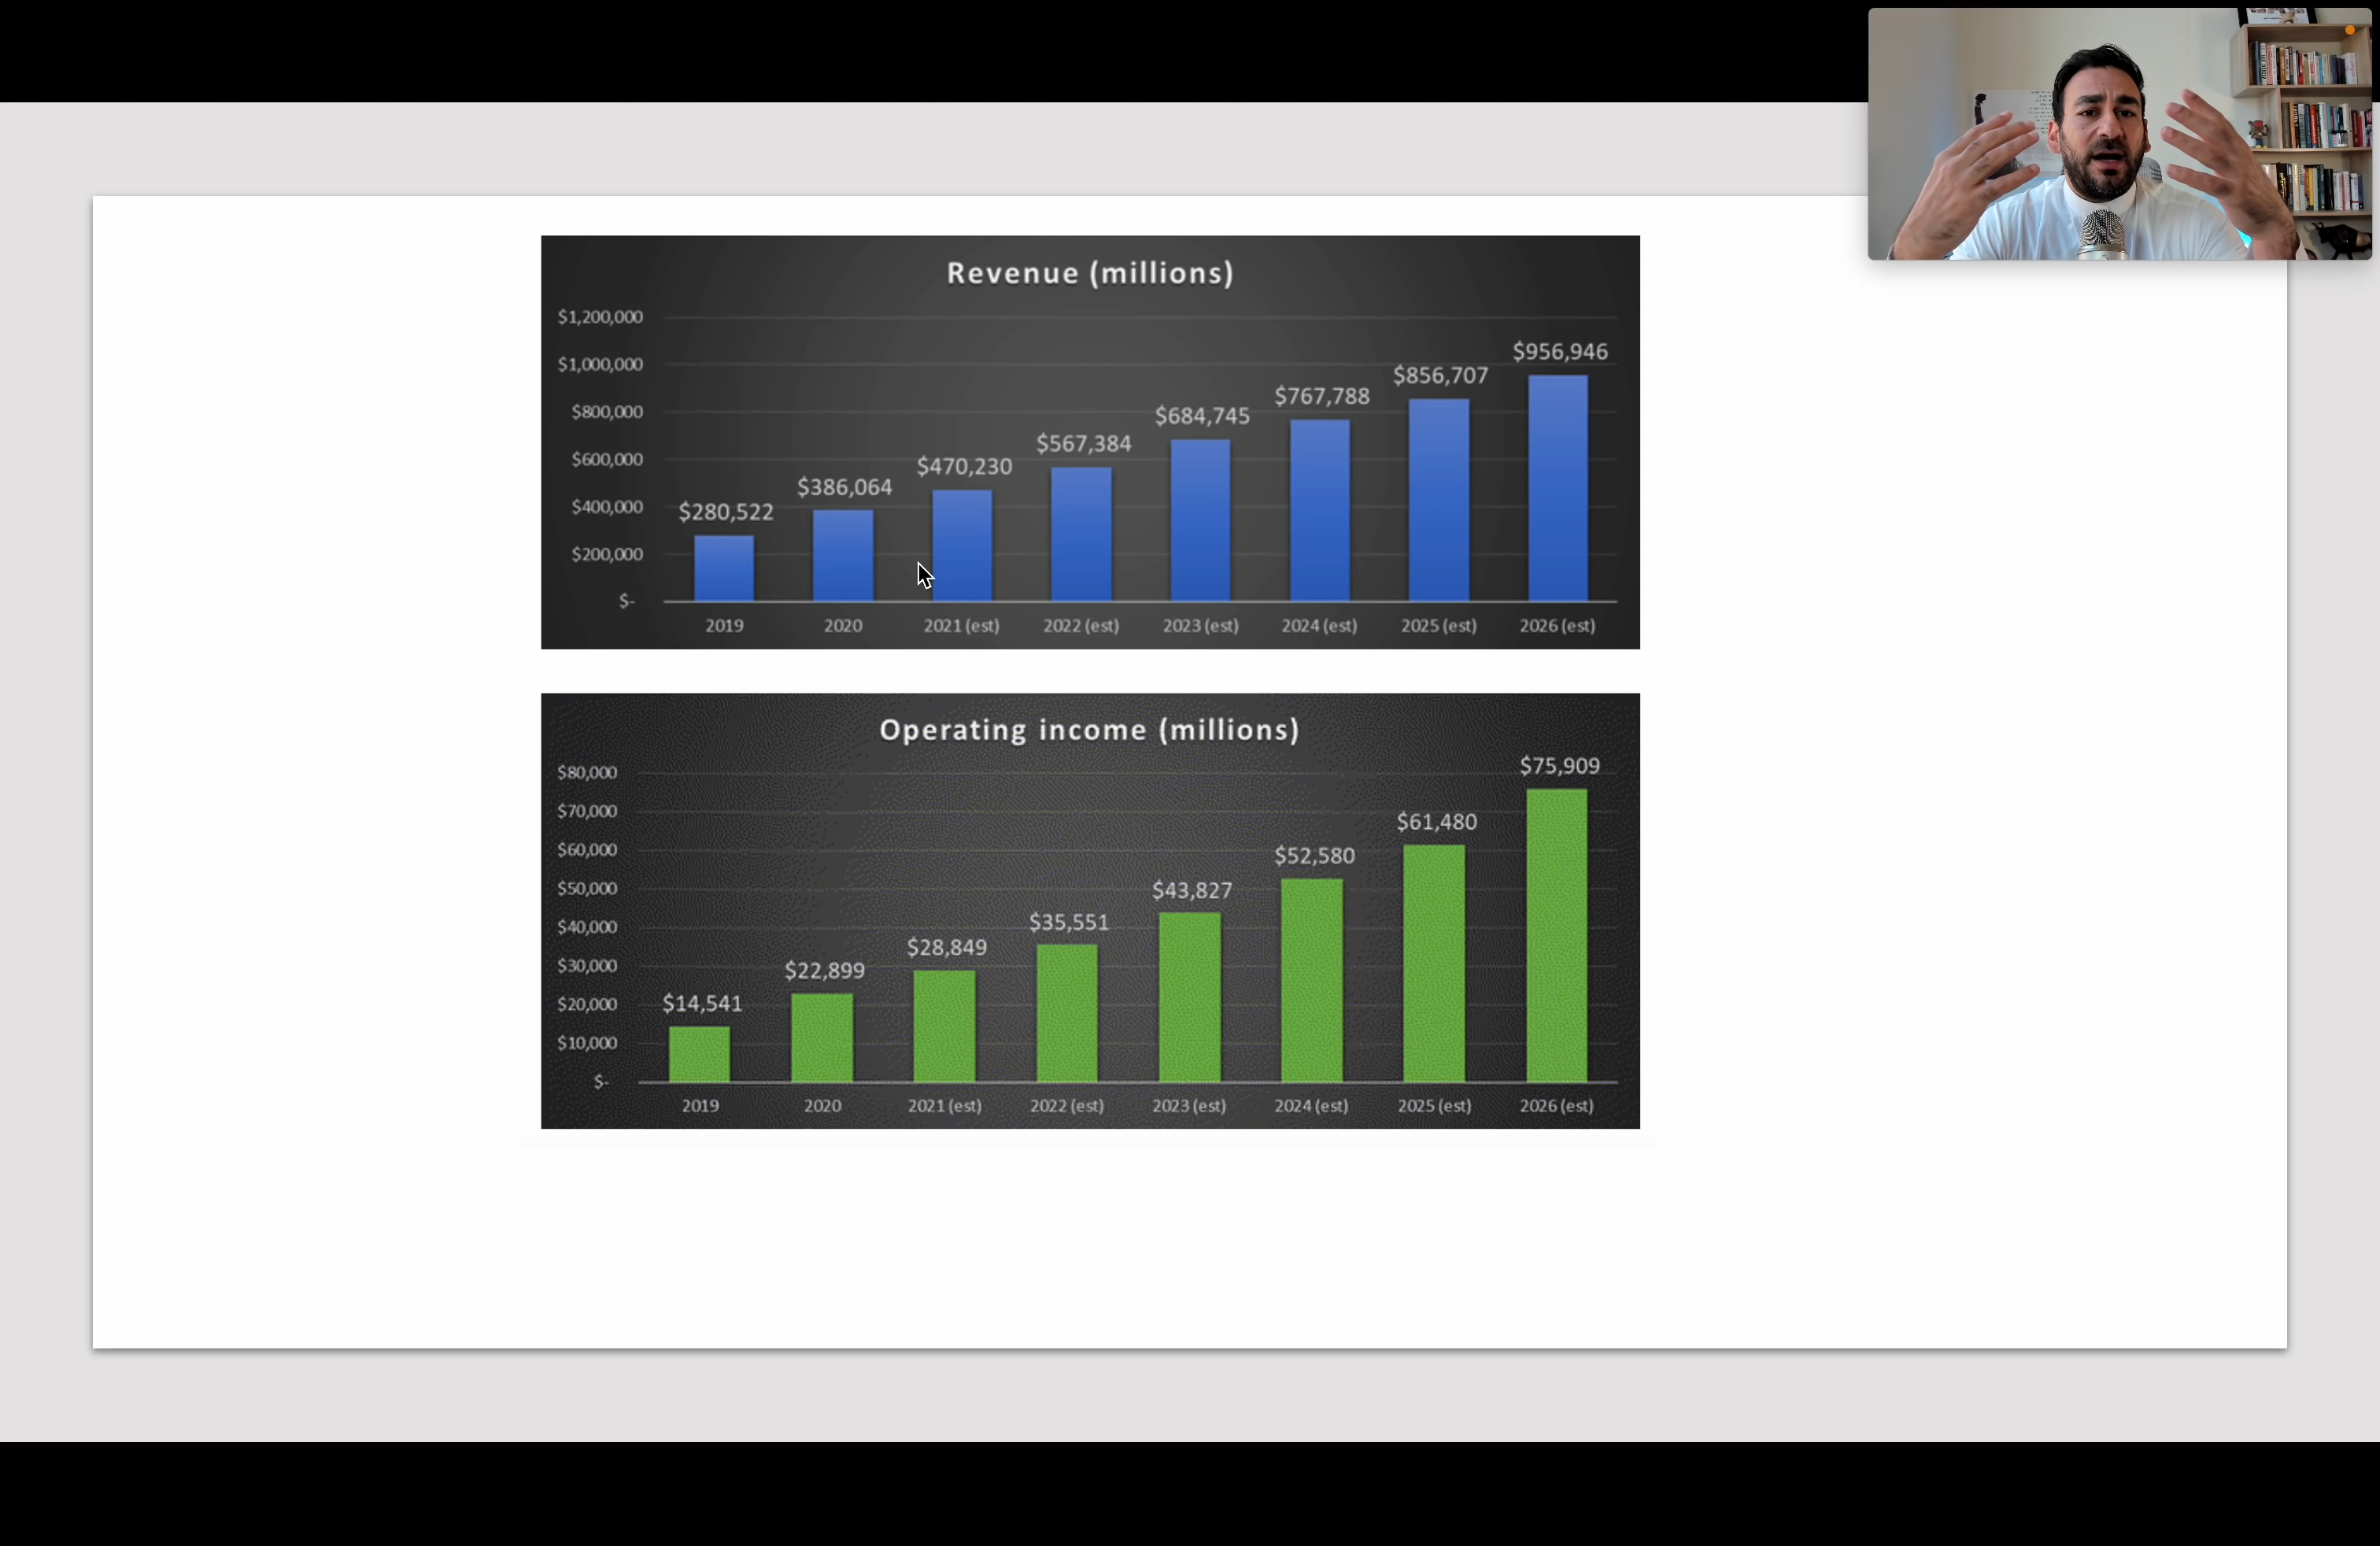 Revenue (millions)
$1,200,000
$1,000,000
$800,000
$600,000
$400,000
$200,000
$-
$280,522
$386,064
$470,230
$567,384
$684,745
$767,788
$856,707
$956,946
2019
2020
2021 (est)
2022 (est)
2023 (est)
2024 (est)
2025 (est)
2026 (est)
Operating income (millions)
$80,000
$70,000
$60,000
$50,000
$40,000
$30,000
$20,000
$10,000
$-
$14,541
$22,899
$28,849
$35,551
$43,827
$52,580
$61,480
$75,909
2019
2020
2021 (est)
2022 (est)
2023 (est)
2024 (est)
2025 (est)
2026 (est)